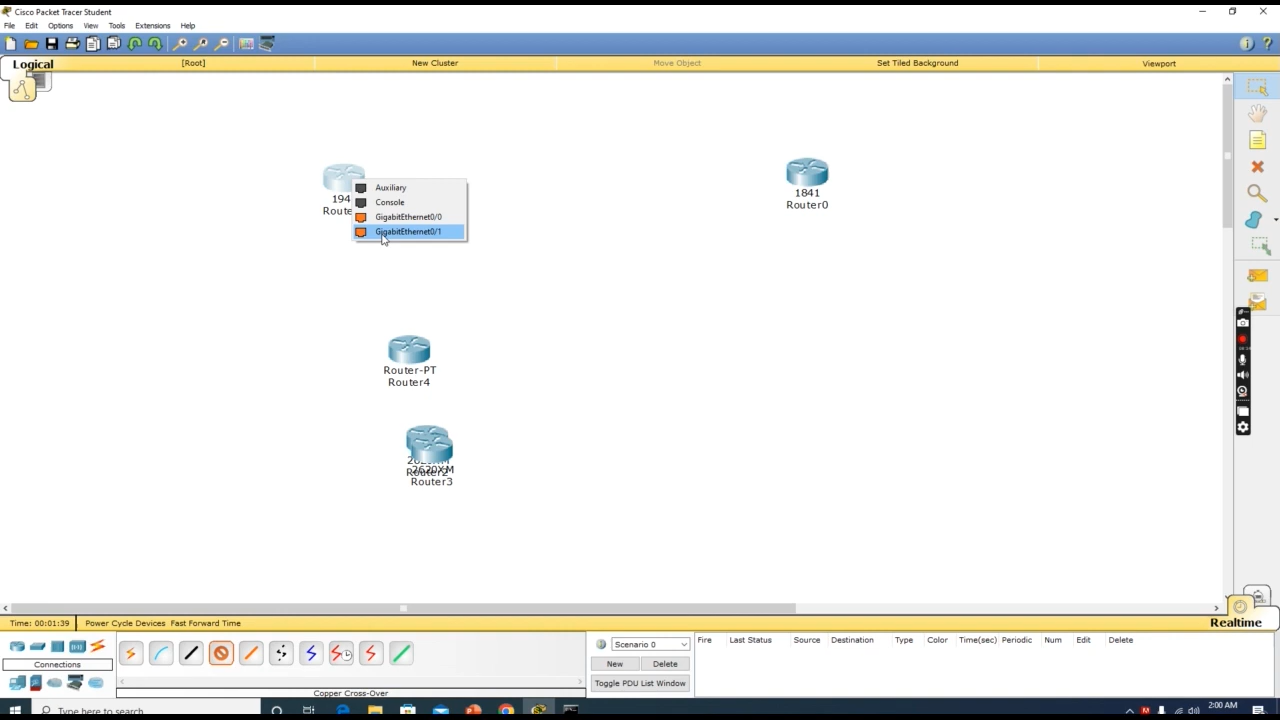 Cisco Packet Tracer Student
File Edit Options View Tools Extensions Help
Logical [Root] New Cluster Move Object Set Tiled Background Viewport
194
Route
Auxiliary
Console
GigabitEthernet0/0
GigabitEthernet0/1
1841
Router0
Router-PT
Router4
2620XM
Router3
Time: 00:01:39 Power Cycle Devices Fast Forward Time
Realtime
Connections
Copper Cross-Over
Scenario 0
New Delete
Toggle PDU List Window
Fire Last Status Source Destination Type Color Time(sec) Periodic Num Edit Delete
Type here to search
2:00 AM